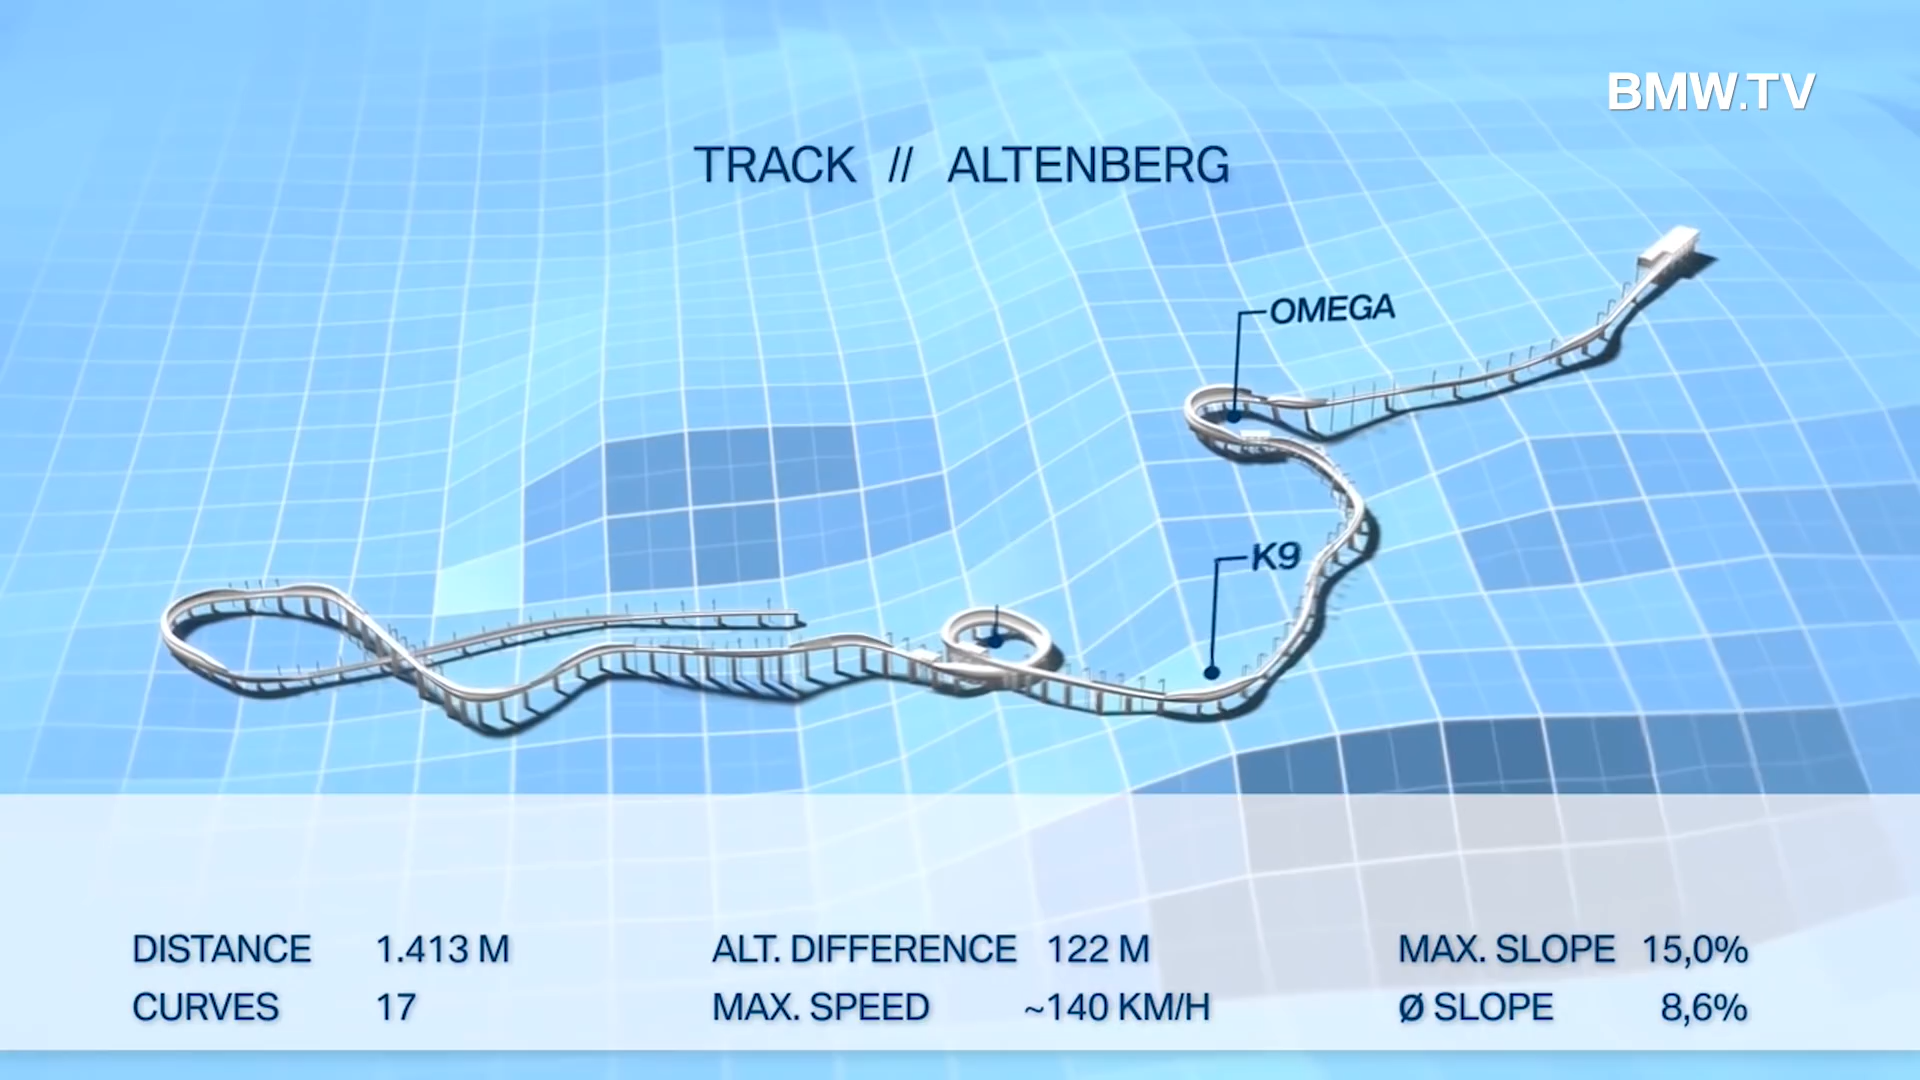 BMW.TV
TRACK // ALTENBERG
OMEGA
K9
DISTANCE 1.413 M
ALT. DIFFERENCE 122 M
MAX. SLOPE 15,0%
CURVES 17
MAX. SPEED ~140 KM/H
Ø SLOPE 8,6%